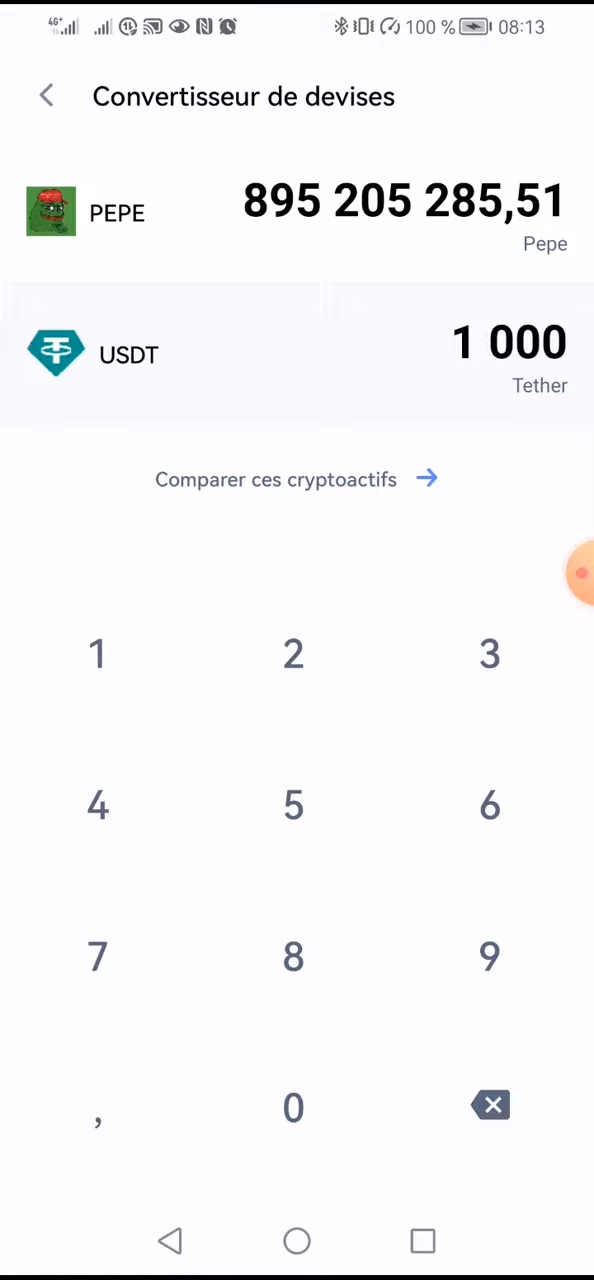 4G+ 100 % 08:13
Convertisseur de devises
PEPE 895 205 285,51
Pepe
USDT 1 000
Tether
Comparer ces cryptoactifs
1 2 3
4 5 6
7 8 9
, 0